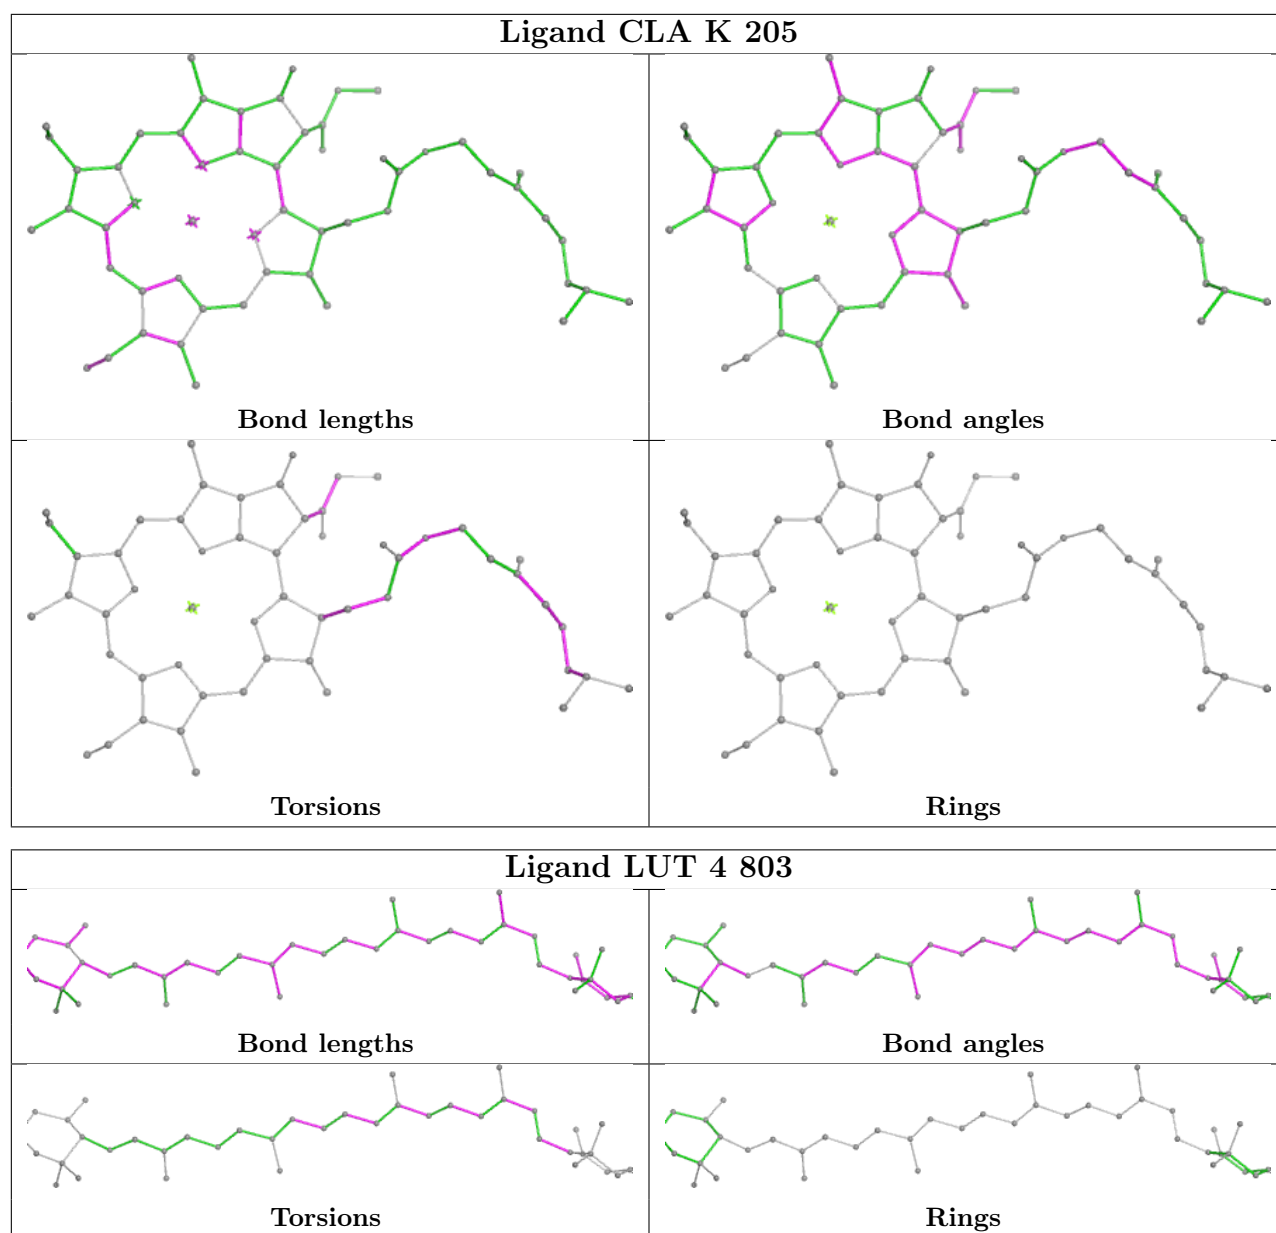 Ligand CLA K 205
Bond lengths
Bond angles
Torsions
Rings
Ligand LUT 4 803
Bond lengths
Bond angles
Torsions
Rings